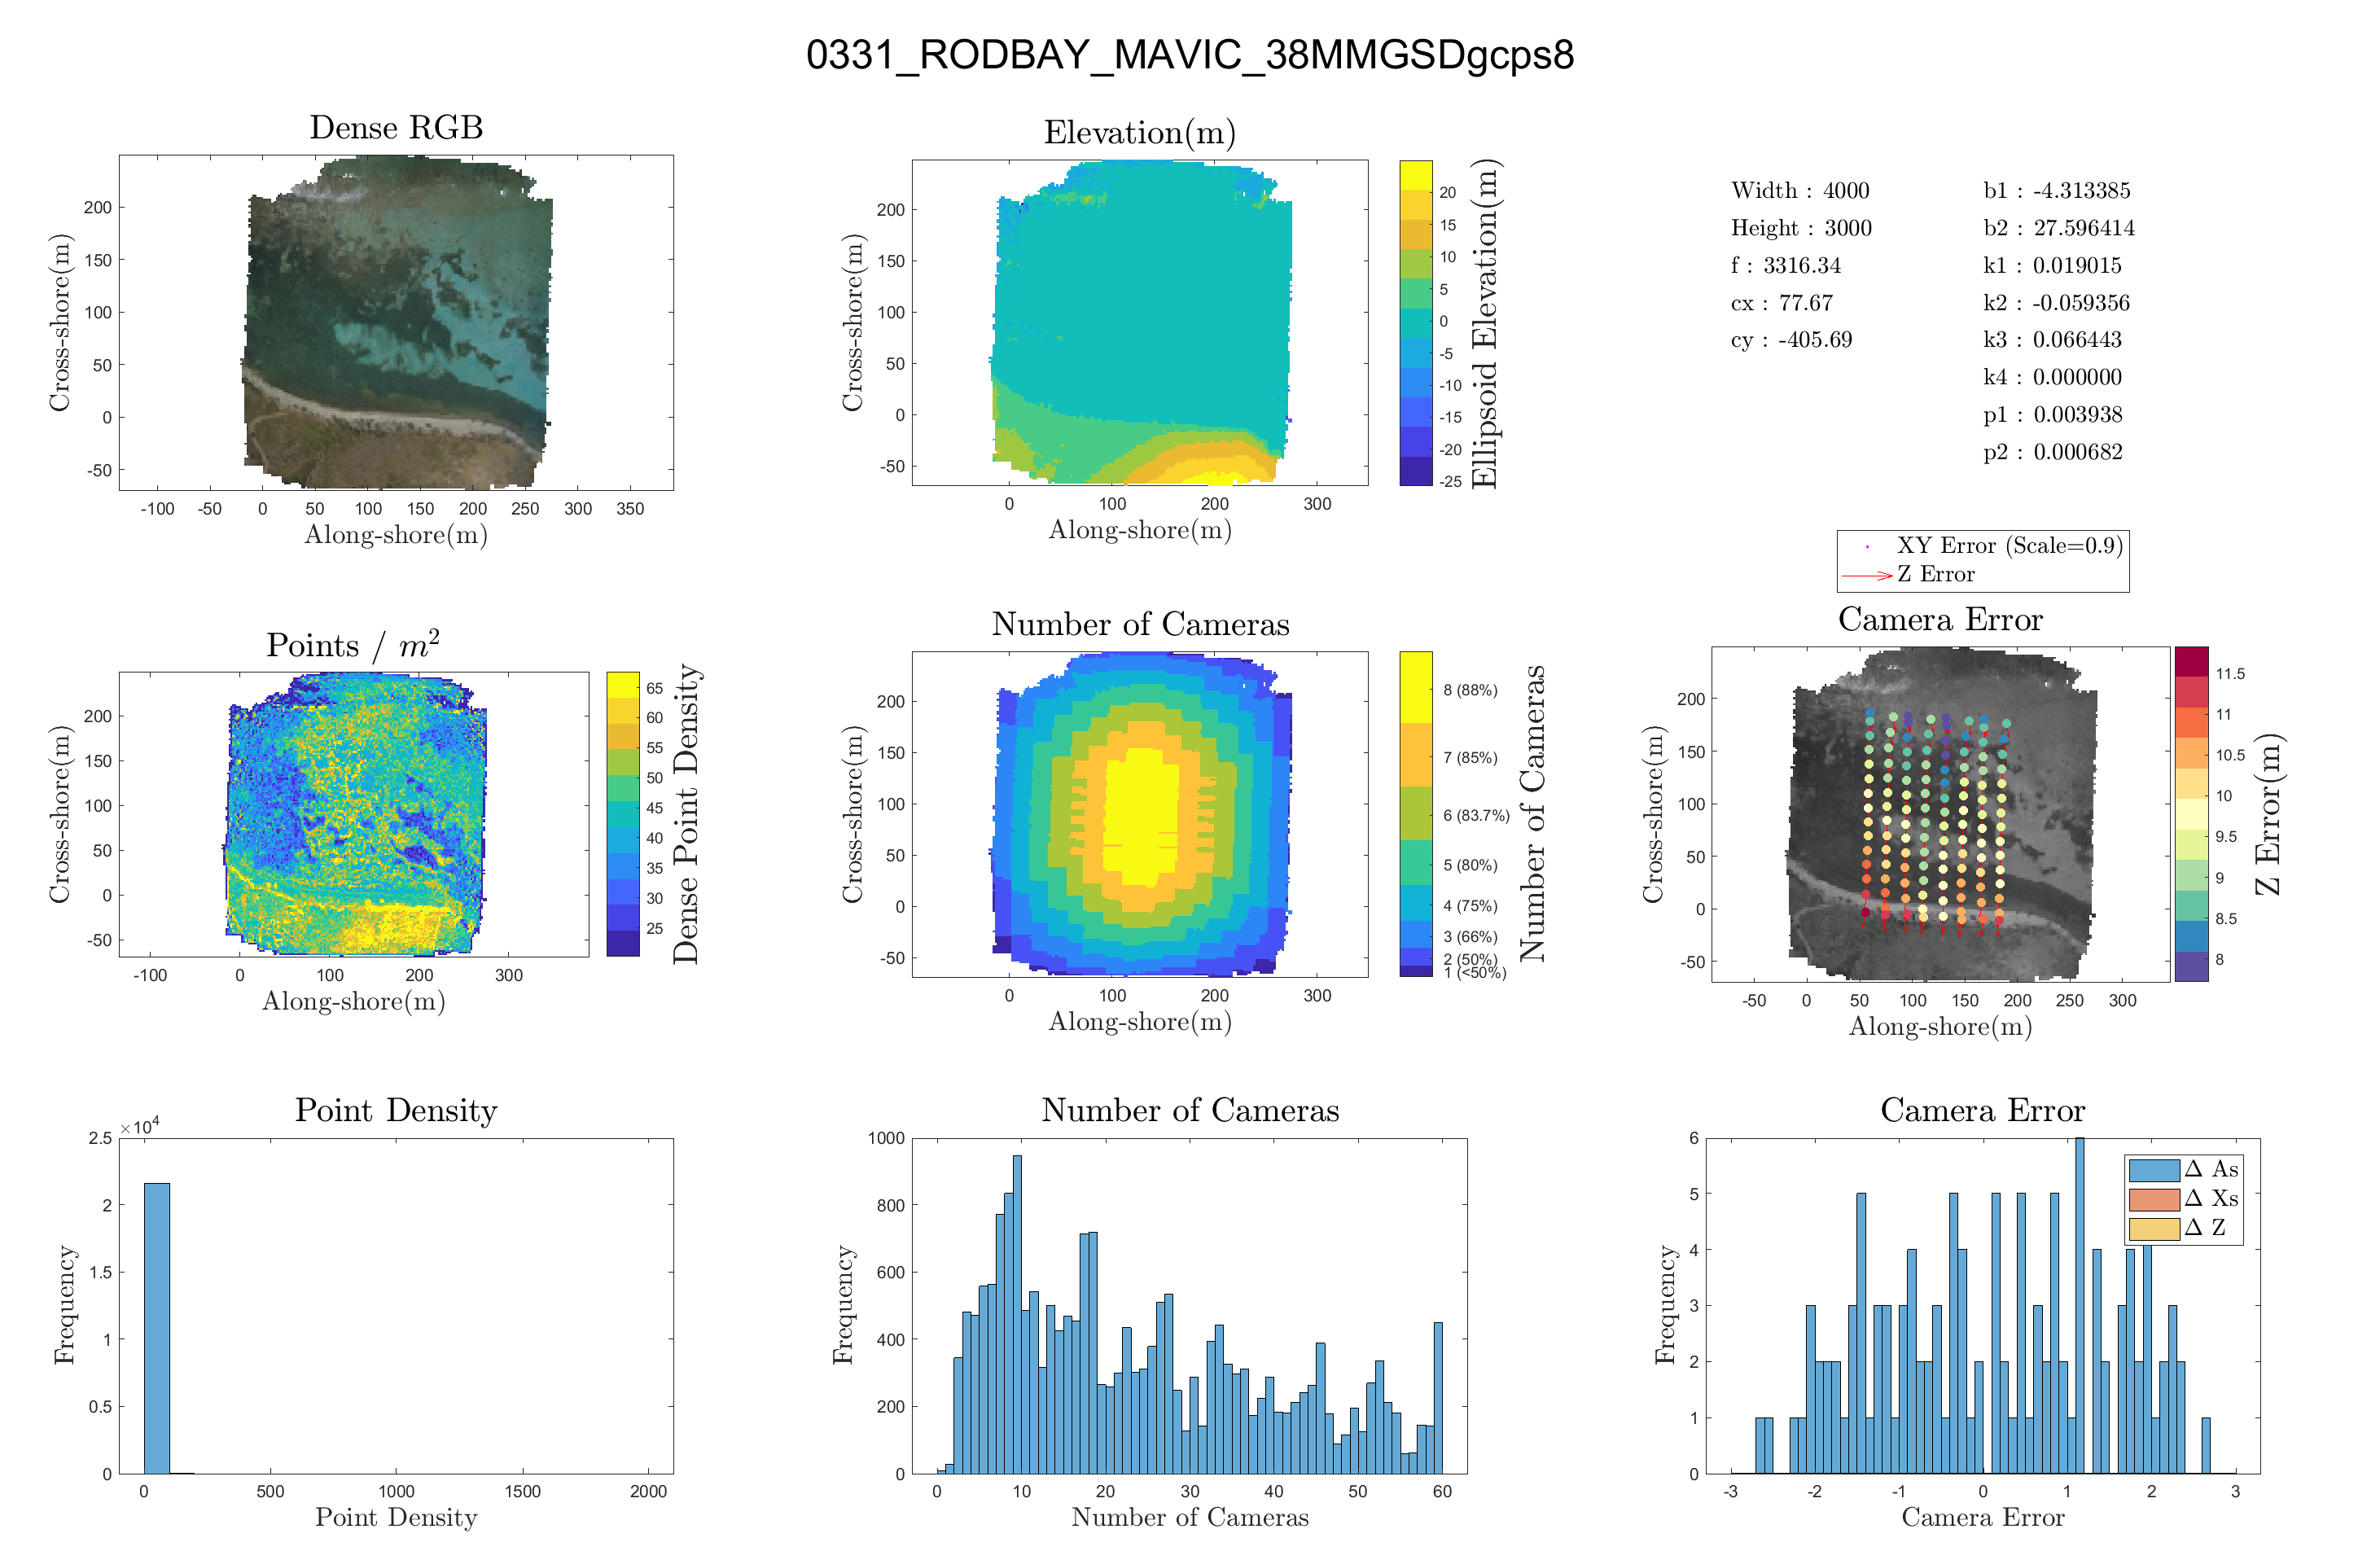 0331_RODBAY_MAVIC_38MMGSDgcps8
Dense RGB
Cross-shore(m)
200
150
100
50
0
-50
-100 -50 0 50 100 150 200 250 300 350
Along-shore(m)
Elevation(m)
Cross-shore(m)
200
150
100
50
0
-50
0 100 200 300
Along-shore(m)
20
15
10
5
0
-5
-10
-15
-20
-25
Ellipsoid Elevation(m)
Width : 4000
Height : 3000
f : 3316.34
cx : 77.67
cy : -405.69
b1 : -4.313385
b2 : 27.596414
k1 : 0.019015
k2 : -0.059356
k3 : 0.066443
k4 : 0.000000
p1 : 0.003938
p2 : 0.000682
Points / m²
Cross-shore(m)
200
150
100
50
0
-50
-100 0 100 200 300
Along-shore(m)
65
60
55
50
45
40
35
30
25
Dense Point Density
Number of Cameras
Cross-shore(m)
200
150
100
50
0
-50
0 100 200 300
Along-shore(m)
8 (88%)
7 (85%)
6 (83.7%)
5 (80%)
4 (75%)
3 (66%)
2 (50%)
1 (<50%)
Number of Cameras
XY Error (Scale=0.9)
Z Error
Camera Error
Cross-shore(m)
200
150
100
50
0
-50
-50 0 50 100 150 200 250 300
Along-shore(m)
11.5
11
10.5
10
9.5
9
8.5
8
Z Error(m)
Point Density
×10⁴
Frequency
2.5
2
1.5
1
0.5
0
0 500 1000 1500 2000
Point Density
Number of Cameras
Frequency
1000
800
600
400
200
0
0 10 20 30 40 50 60
Number of Cameras
Camera Error
Frequency
6
5
4
3
2
1
0
-3 -2 -1 0 1 2 3
Camera Error
Δ As
Δ Xs
Δ Z